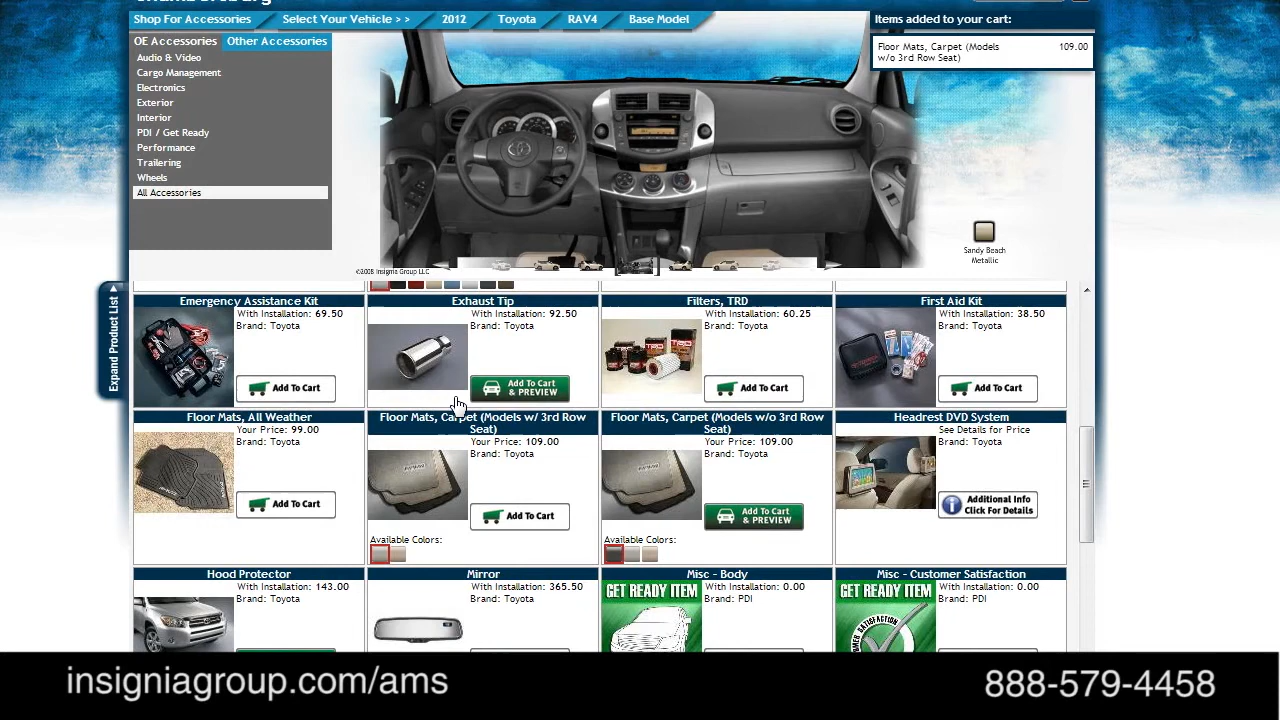 Shop For Accessories
Select Your Vehicle > >
2012
Toyota
RAV4
Base Model
Items added to your cart:
Floor Mats, Carpet (Models
w/o 3rd Row Seat)
109.00
OE Accessories
Other Accessories
Audio & Video
Cargo Management
Electronics
Exterior
Interior
PDI / Get Ready
Performance
Trailering
Wheels
All Accessories
Sandy Beach
Metallic
©2008 Insignia Group LLC
Expand Product List
Emergency Assistance Kit
With Installation: 69.50
Brand: Toyota
Add To Cart
Exhaust Tip
With Installation: 92.50
Brand: Toyota
Add To Cart
& PREVIEW
Filters, TRD
With Installation: 60.25
Brand: Toyota
TRD
Add To Cart
First Aid Kit
With Installation: 38.50
Brand: Toyota
Add To Cart
Floor Mats, All Weather
Your Price: 99.00
Brand: Toyota
Add To Cart
Floor Mats, Carpet (Models w/ 3rd Row
Seat)
Your Price: 109.00
Brand: Toyota
Add To Cart
Available Colors:
Floor Mats, Carpet (Models w/o 3rd Row
Seat)
Your Price: 109.00
Brand: Toyota
Add To Cart
& PREVIEW
Available Colors:
Headrest DVD System
See Details for Price
Brand: Toyota
Additional Info
Click For Details
Hood Protector
With Installation: 143.00
Brand: Toyota
Mirror
With Installation: 365.50
Brand: Toyota
Misc - Body
With Installation: 0.00
Brand: PDI
GET READY ITEM
Misc - Customer Satisfaction
With Installation: 0.00
Brand: PDI
GET READY ITEM
insigniagroup.com/ams
888-579-4458